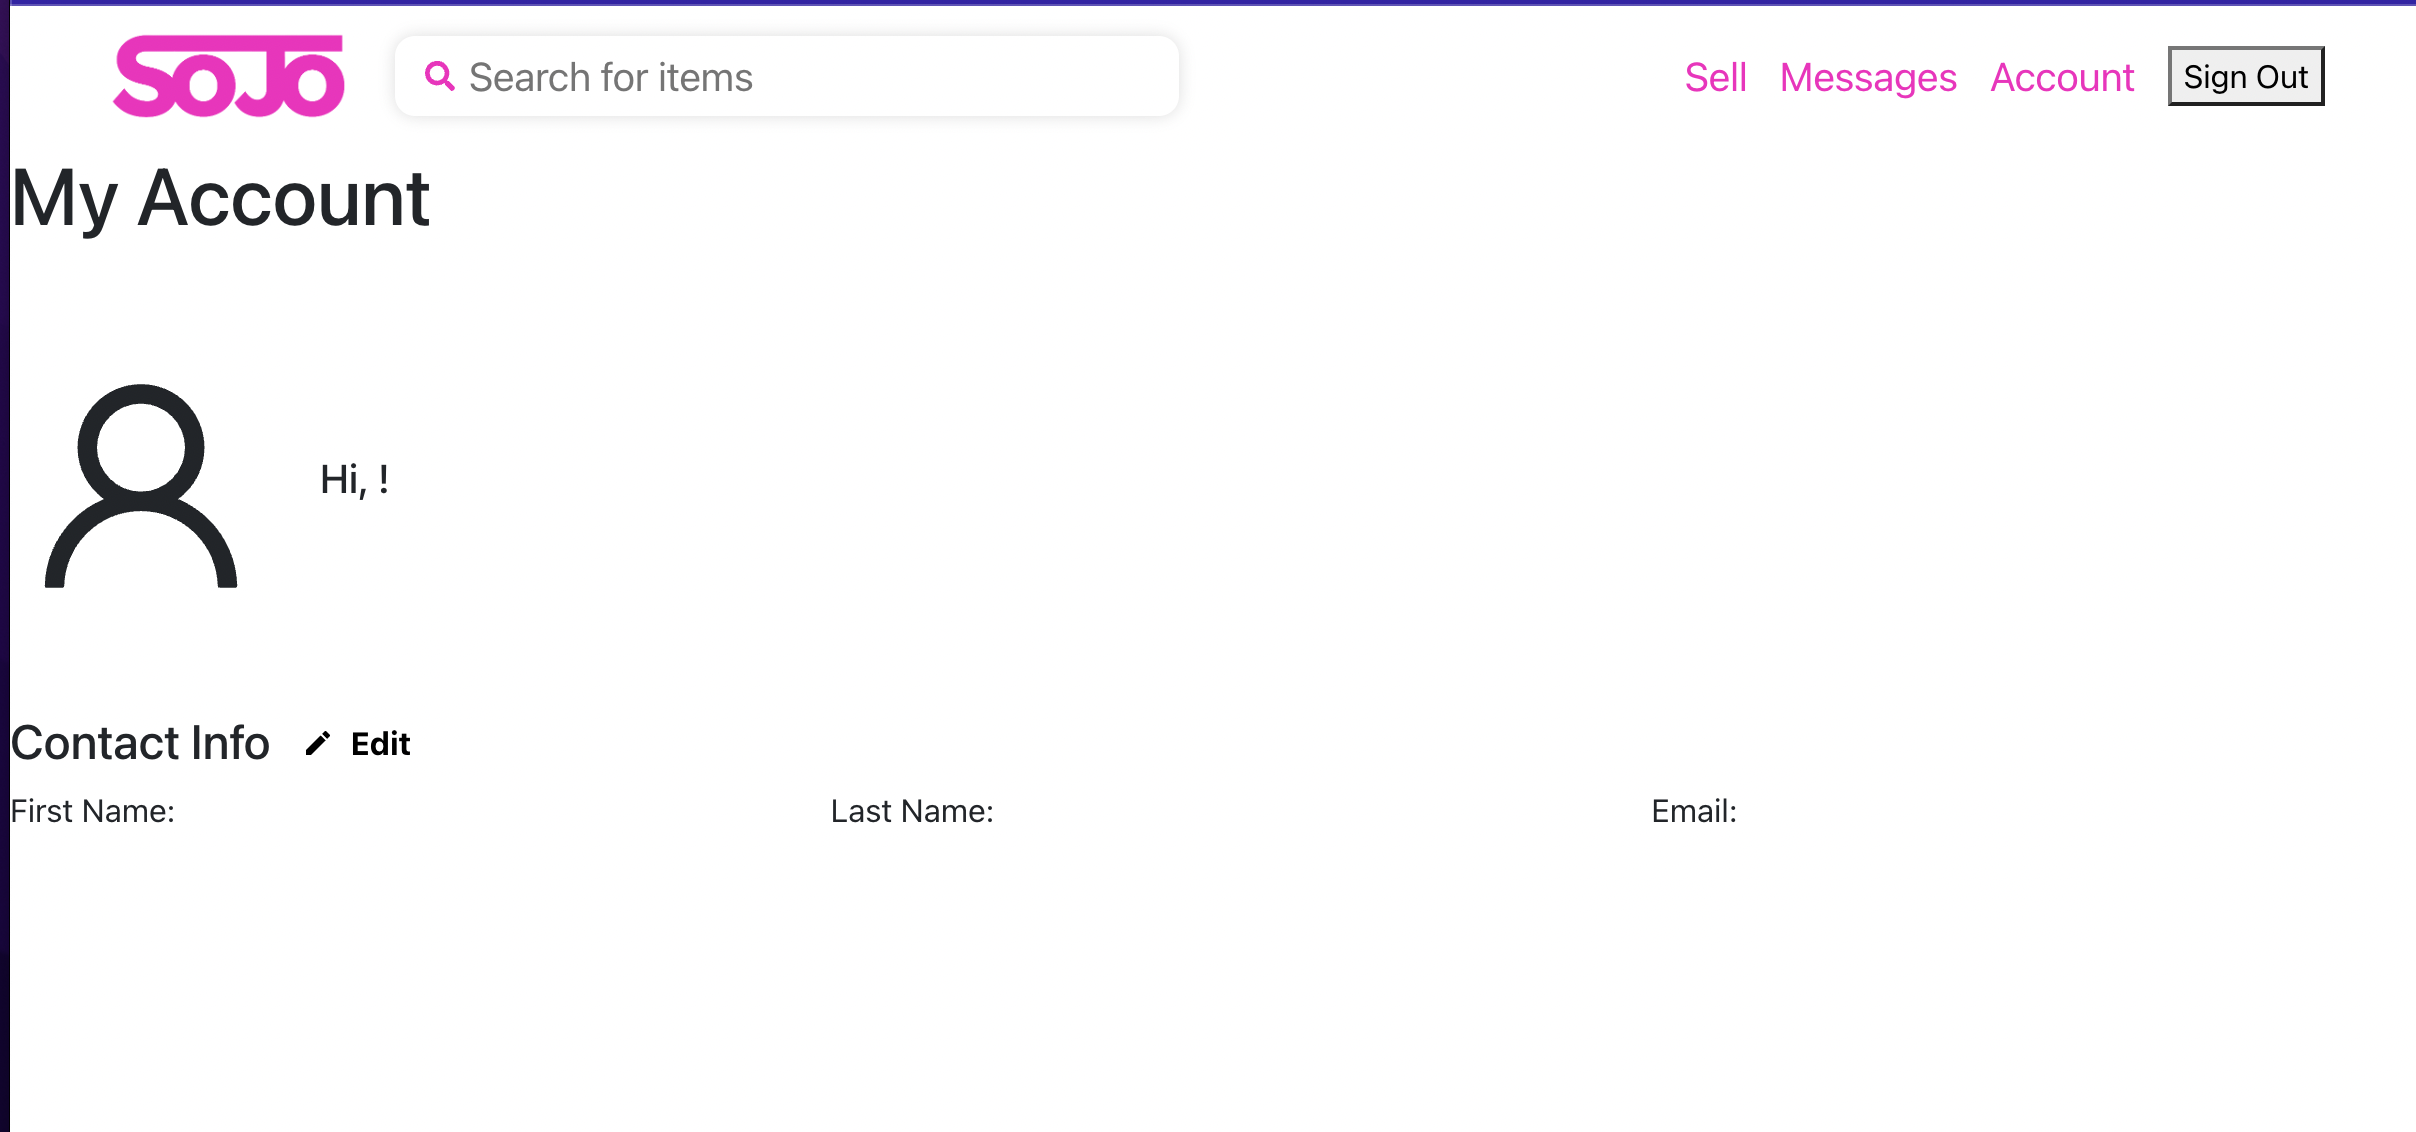 SoJo
Search for items
Sell Messages Account Sign Out
My Account
Hi, !
Contact Info Edit
First Name: Last Name: Email: